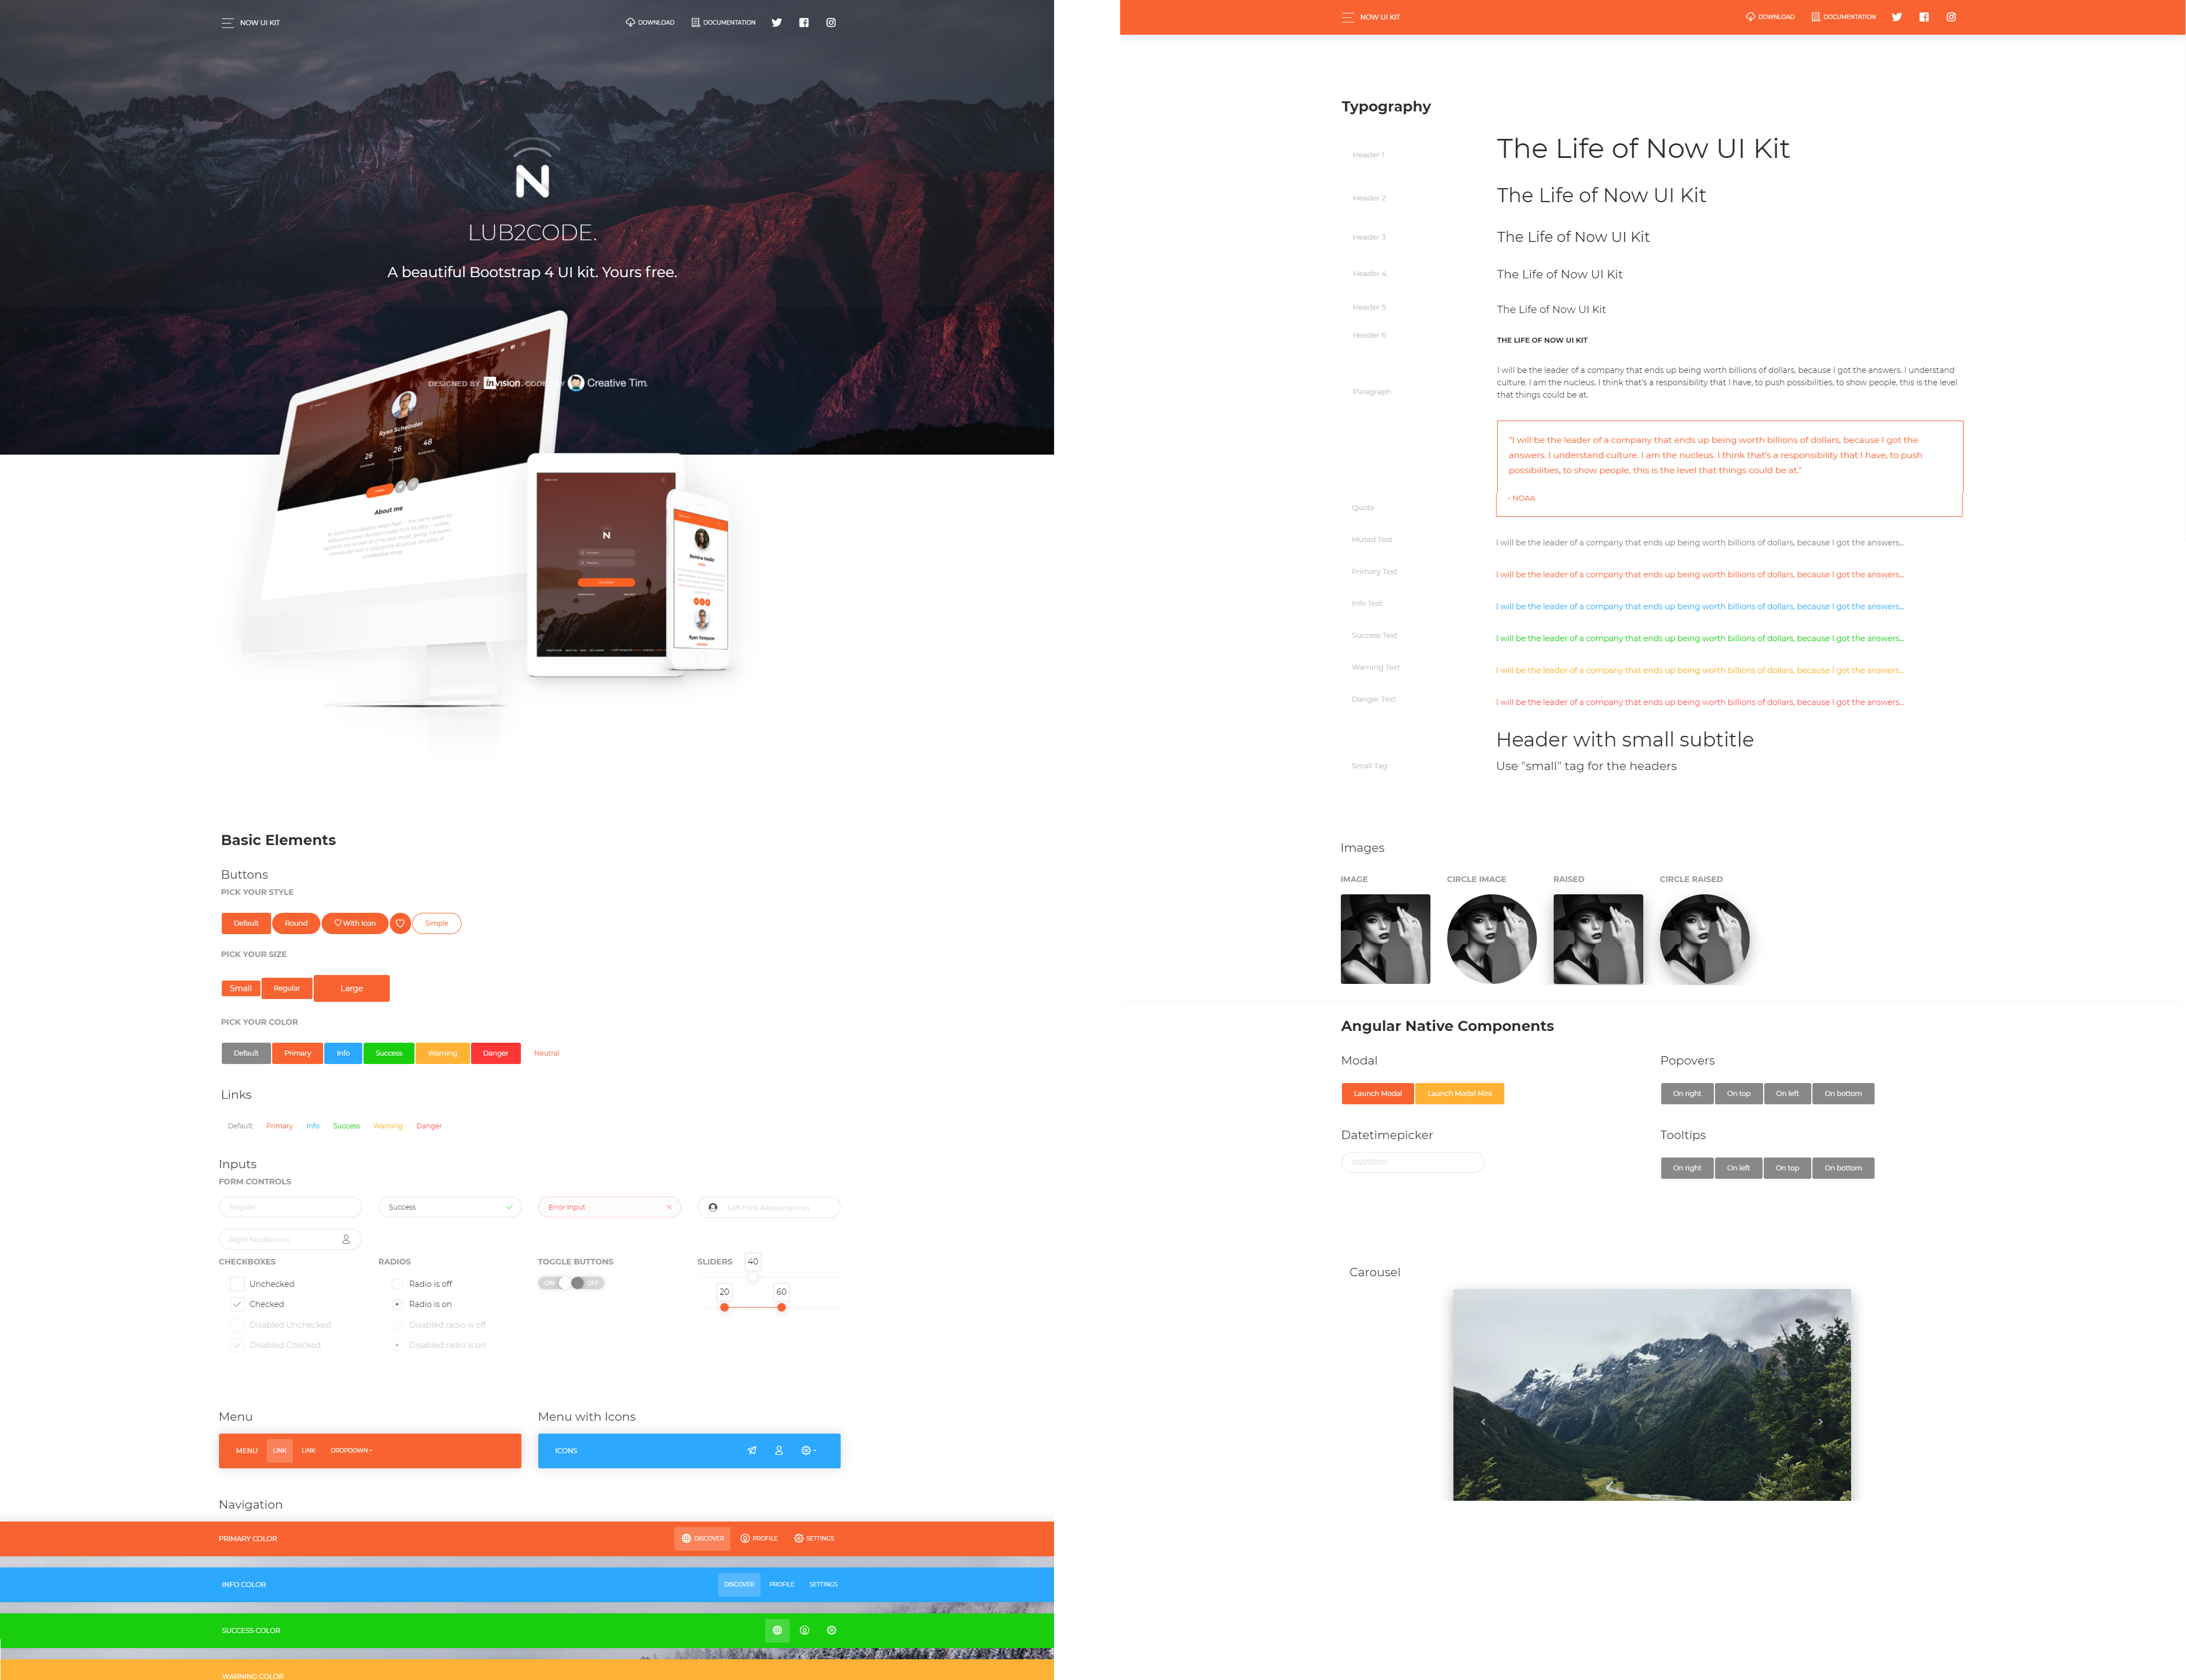 NOW UI KIT
DOWNLOAD
DOCUMENTATION
N
LUB2CODE.
A beautiful Bootstrap 4 UI kit. Yours free.
DESIGNED BY invision. CODED BY Creative Tim.
Ryan Scheinder
26
26
48
Comments
Bookmarks
About me
N
Romina Hadid
Ryan Tompson
Basic Elements
Buttons
PICK YOUR STYLE
Default Round With Icon Simple
PICK YOUR SIZE
Small Regular Large
PICK YOUR COLOR
Default Primary Info Success Warning Danger Neutral
Links
Default Primary Info Success Warning Danger
Inputs
FORM CONTROLS
Regular Success Error Input Left Font Awesome Icon
Right Nucleo Icon
CHECKBOXES RADIOS TOGGLE BUTTONS SLIDERS 40
Unchecked Radio is off ON OFF 20 60
Checked Radio is on
Disabled Unchecked Disabled radio is off
Disabled Checked Disabled radio is on
Menu Menu with Icons
MENU LINK LINK DROPDOWN ICONS
Navigation
PRIMARY COLOR DISCOVER PROFILE SETTINGS
INFO COLOR DISCOVER PROFILE SETTINGS
SUCCESS COLOR
WARNING COLOR
NOW UI KIT
DOWNLOAD
DOCUMENTATION
Typography
Header 1 The Life of Now UI Kit
Header 2 The Life of Now UI Kit
Header 3 The Life of Now UI Kit
Header 4 The Life of Now UI Kit
Header 5 The Life of Now UI Kit
Header 6 THE LIFE OF NOW UI KIT
I will be the leader of a company that ends up being worth billions of dollars, because I got the answers. I understand
culture. I am the nucleus. I think that's a responsibility that I have, to push possibilities, to show people, this is the level
Paragraph that things could be at.
"I will be the leader of a company that ends up being worth billions of dollars, because I got the
answers. I understand culture. I am the nucleus. I think that's a responsibility that I have, to push
possibilities, to show people, this is the level that things could be at."
- NOAA
Quote
Muted Text I will be the leader of a company that ends up being worth billions of dollars, because I got the answers...
Primary Text I will be the leader of a company that ends up being worth billions of dollars, because I got the answers...
Info Text I will be the leader of a company that ends up being worth billions of dollars, because I got the answers...
Success Text I will be the leader of a company that ends up being worth billions of dollars, because I got the answers...
Warning Text I will be the leader of a company that ends up being worth billions of dollars, because I got the answers...
Danger Text I will be the leader of a company that ends up being worth billions of dollars, because I got the answers...
Header with small subtitle
Small Tag Use "small" tag for the headers
Images
IMAGE CIRCLE IMAGE RAISED CIRCLE RAISED
Angular Native Components
Modal Popovers
Launch Modal Launch Modal Mini On right On top On left On bottom
Datetimepicker Tooltips
On right On left On top On bottom
Carousel